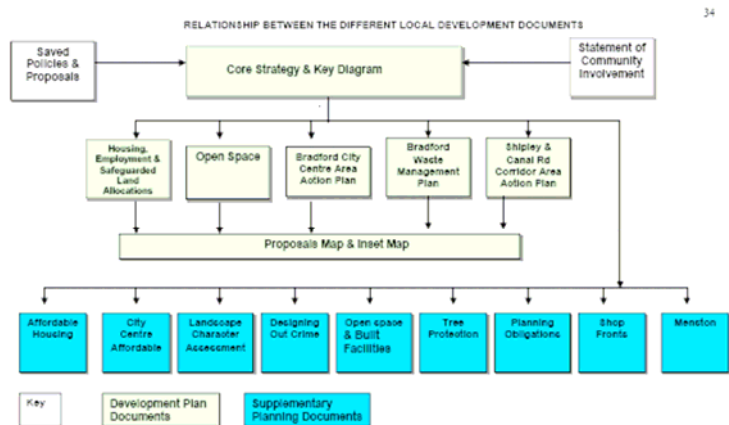 34
RELATIONSHIP BETWEEN THE DIFFERENT LOCAL DEVELOPMENT DOCUMENTS
Saved
Policies &
Proposals
Core Strategy & Key Diagram
Statement of
Community
Involvement
Housing,
Employment &
Safeguarded
Land
Allocations
Open Space
Bradford City
Centre Area
Action Plan
Bradford
Waste
Management
Plan
Shipley &
Canal Rd
Corridor Area
Action Plan
Proposals Map & Inset Map
Affordable
Housing
City
Centre
Affordable
Landscape
Character
Assessment
Designing
Out Crime
Open space
& Built
Facilities
Tree
Protection
Planning
Obligations
Shop
Fronts
Menston
Key
Development Plan
Documents
Supplementary
Planning Documents